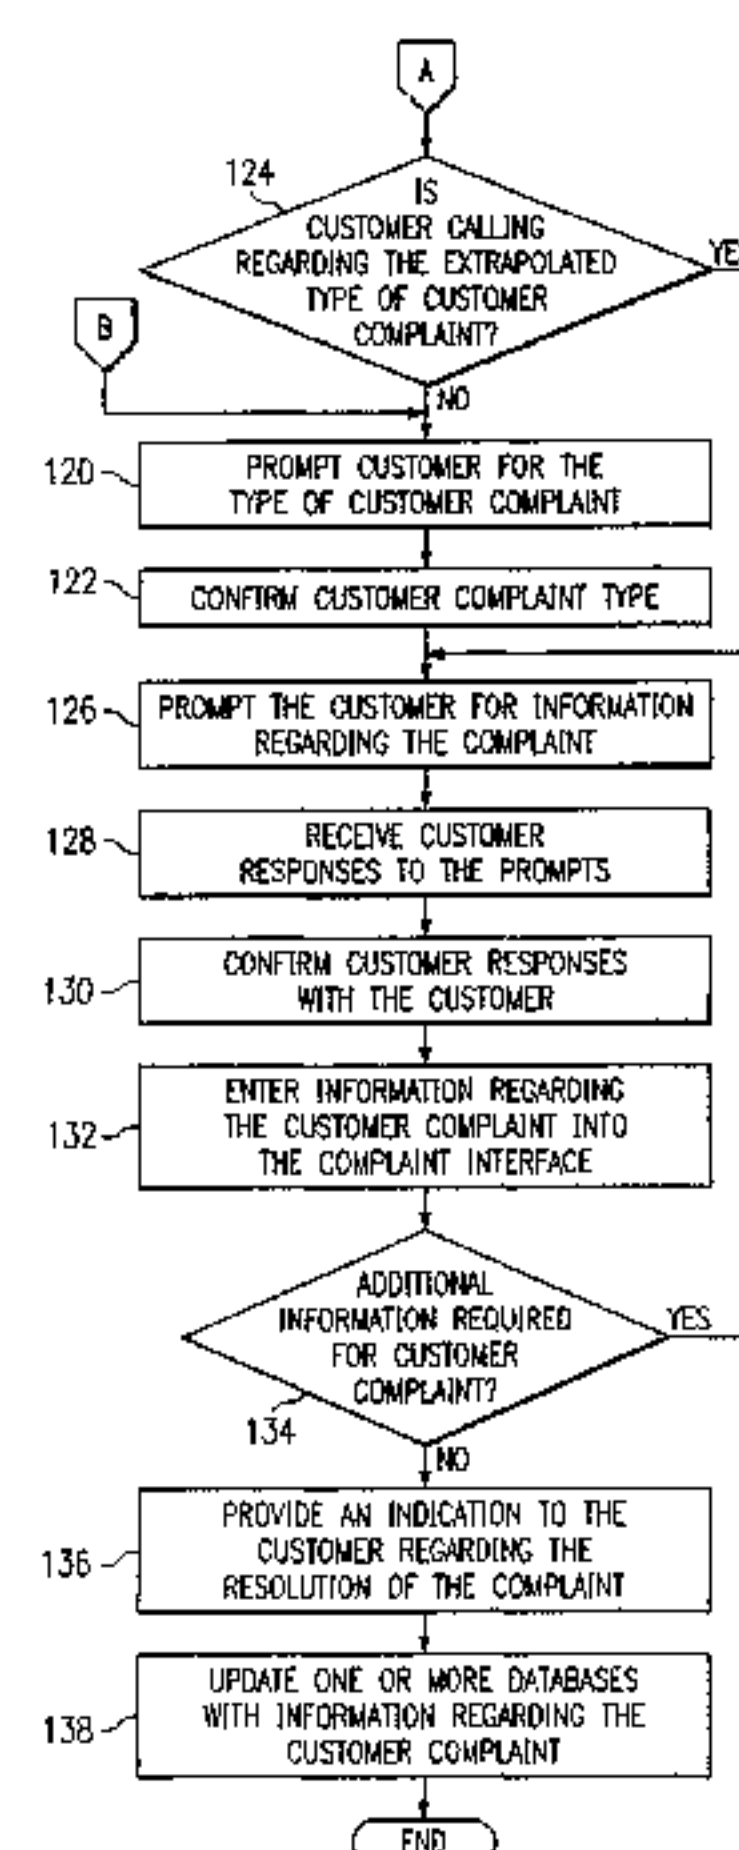 A
124
IS
CUSTOMER CALLING
REGARDING THE EXTRAPOLATED
TYPE OF CUSTOMER
COMPLAINT?
YE
B
NO
120
PROMPT CUSTOMER FOR THE
TYPE OF CUSTOMER COMPLAINT
122
CONFIRM CUSTOMER COMPLAINT TYPE
126
PROMPT THE CUSTOMER FOR INFORMATION
REGARDING THE COMPLAINT
128
RECEIVE CUSTOMER
RESPONSES TO THE PROMPTS
130
CONFIRM CUSTOMER RESPONSES
WITH THE CUSTOMER
132
ENTER INFORMATION REGARDING
THE CUSTOMER COMPLAINT INTO
THE COMPLAINT INTERFACE
ADDITIONAL
INFORMATION REQUIRED
FOR CUSTOMER
COMPLAINT?
YES
134
NO
136
PROVIDE AN INDICATION TO THE
CUSTOMER REGARDING THE
RESOLUTION OF THE COMPLAINT
138
UPDATE ONE OR MORE DATABASES
WITH INFORMATION REGARDING THE
CUSTOMER COMPLAINT
END